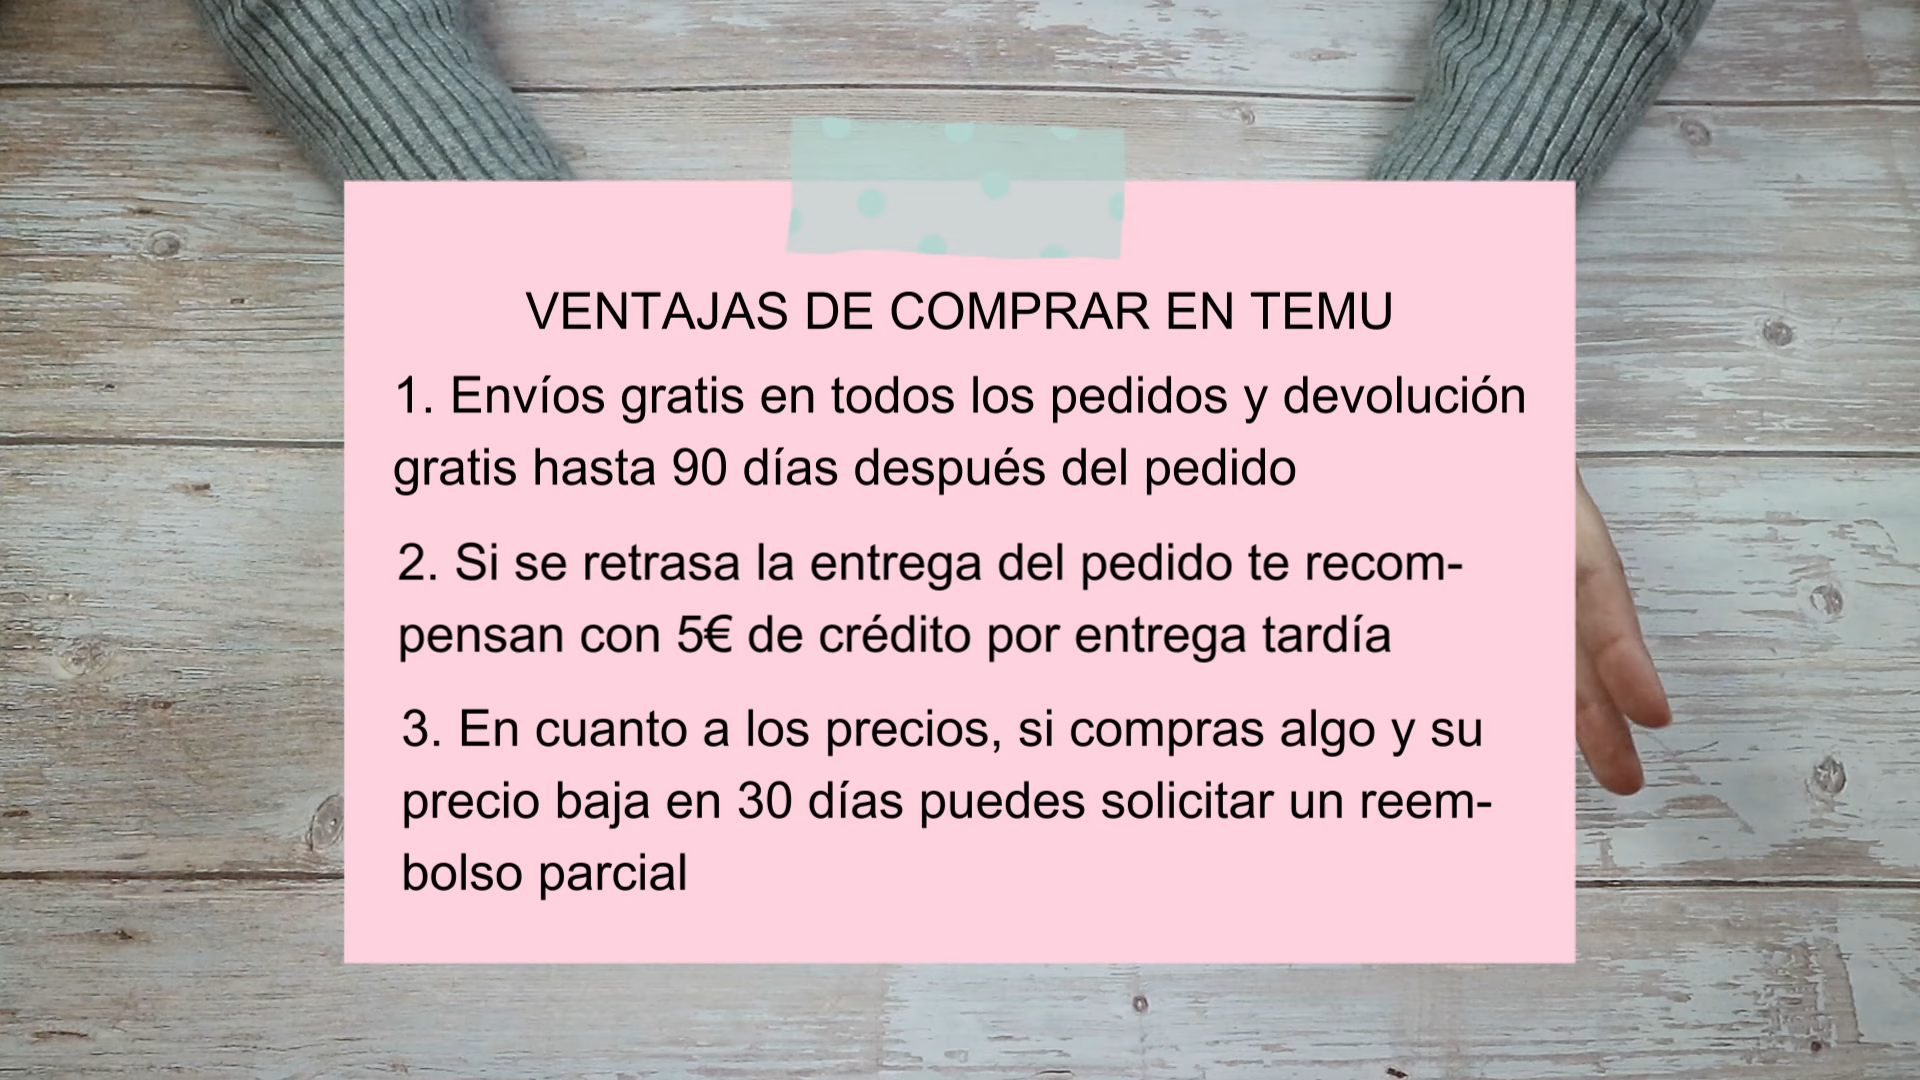 VENTAJAS DE COMPRAR EN TEMU
1. Envíos gratis en todos los pedidos y devolución
gratis hasta 90 días después del pedido
2. Si se retrasa la entrega del pedido te recom-
pensan con 5€ de crédito por entrega tardía
3. En cuanto a los precios, si compras algo y su
precio baja en 30 días puedes solicitar un reem-
bolso parcial